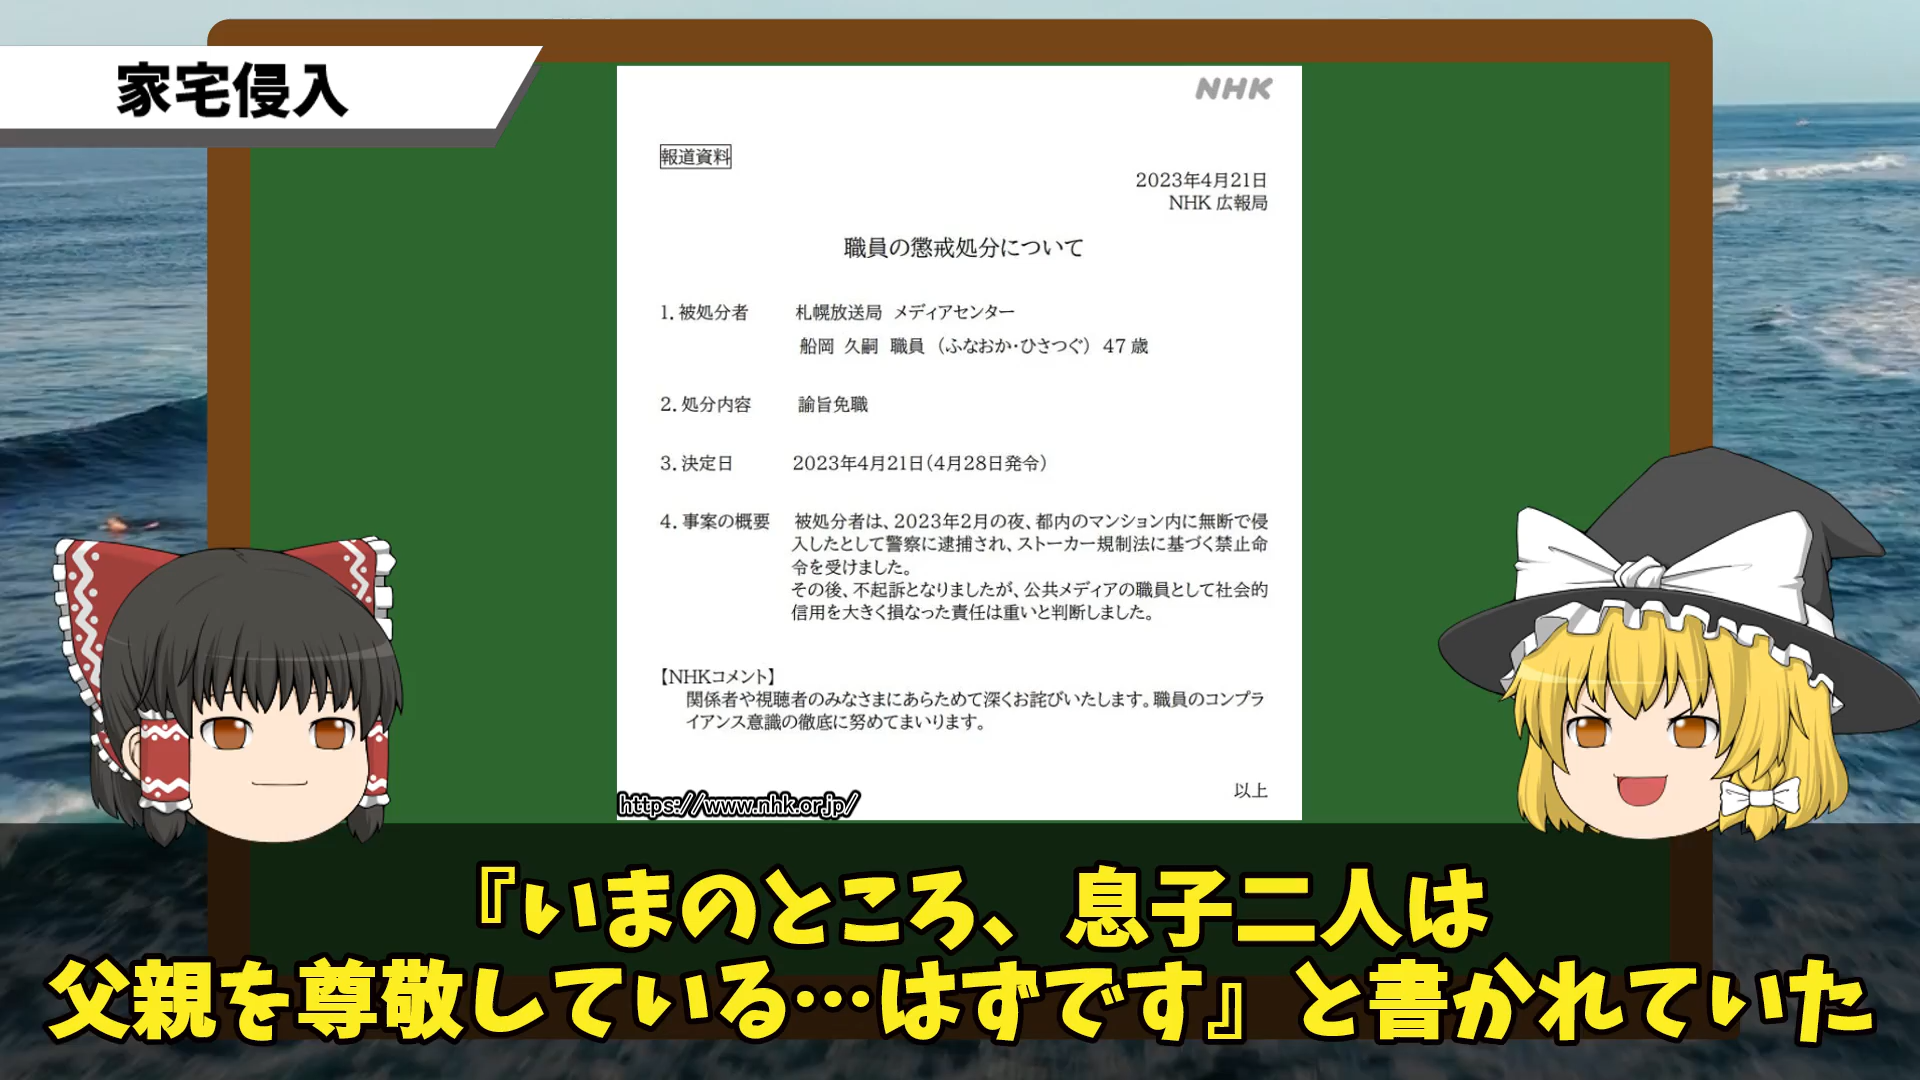 家宅侵入
NHK
報道資料
2023年4月21日
NHK 広報局
職員の懲戒処分について
1. 被処分者 札幌放送局 メディアセンター
船岡 久嗣 職員 (ふなおか・ひさつぐ) 47 歳
2. 処分内容 諭旨免職
3. 決定日 2023年4月21日(4月28日発令)
4. 事案の概要 被処分者は、2023年2月の夜、都内のマンション内に無断で侵
入したとして警察に逮捕され、ストーカー規制法に基づく禁止命
令を受けました。
その後、不起訴となりましたが、公共メディアの職員として社会的
信用を大きく損なった責任は重いと判断しました。
【NHKコメント】
関係者や視聴者のみなさまにあらためて深くお詫びいたします。職員のコンプラ
イアンス意識の徹底に努めてまいります。
以上
https://www.nhk.or.jp/
『いまのところ、息子二人は
父親を尊敬している…はずです』と書かれていた